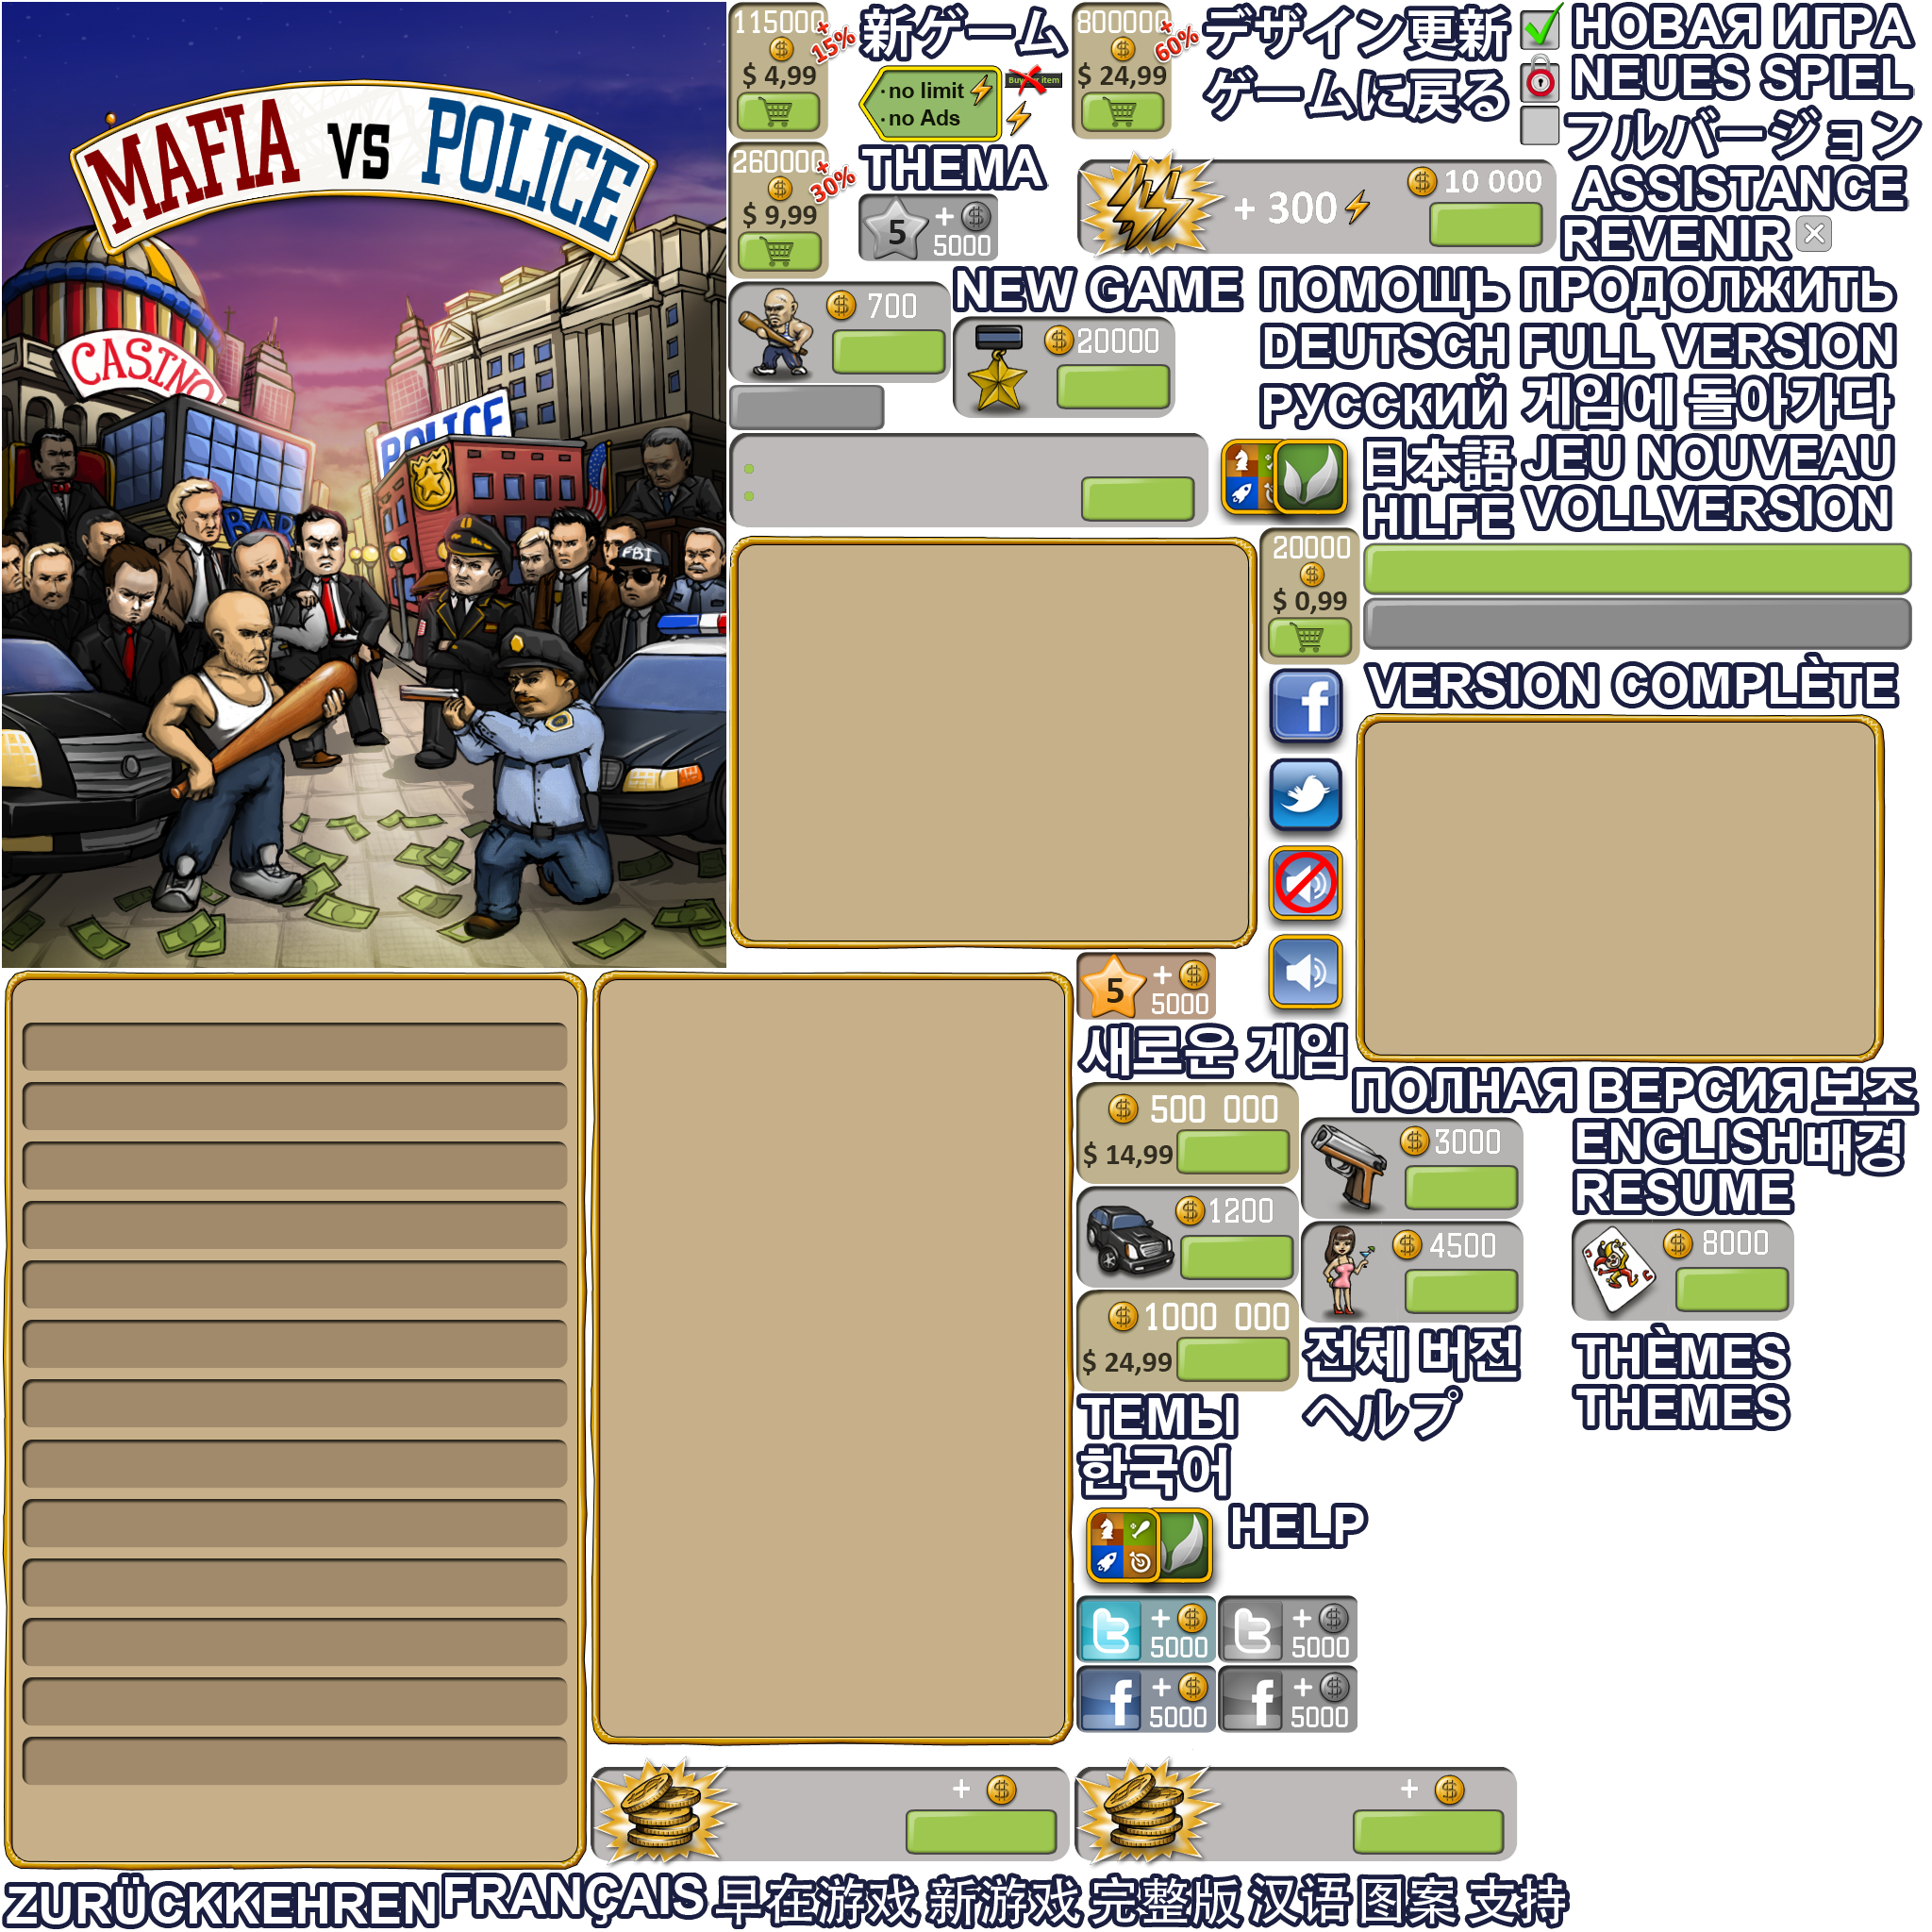 MAFIA VS POLICE
CASINO
POLICE
BAR
FBI
115000
+15%
$ 4,99
新ゲーム
800000
+60%
$ 24,99
デザイン更新
ゲームに戻る
НОВАЯ ИГРА
NEUES SPIEL
フルバージョン
ASSISTANCE
REVENIR
· no limit
· no Ads
260000
+30%
$ 9,99
THEMA
5 + $
5000
+ 300
$ 10 000
$ 700
NEW GAME
$ 20000
ПОМОЩЬ
ПРОДОЛЖИТЬ
DEUTSCH
FULL VERSION
РУССКИЙ
게임에 돌아가다
日本語
JEU NOUVEAU
HILFE
VOLLVERSION
20000
$
$ 0,99
VERSION COMPLÈTE
f
5 + $
5000
새로운 게임
ПОЛНАЯ ВЕРСИЯ
보조
$ 500 000
$ 14,99
$ 3000
ENGLISH
배경
RESUME
$ 1200
$ 4500
$ 8000
$ 1000 000
$ 24,99
전체 버전
THÈMES
ТЕМЫ
ヘルプ
THEMES
한국어
HELP
t + $
5000
t + $
5000
f + $
5000
f + $
5000
+ $
+ $
ZURÜCKKEHREN
FRANÇAIS
早在游戏
新游戏
完整版
汉语
图案
支持